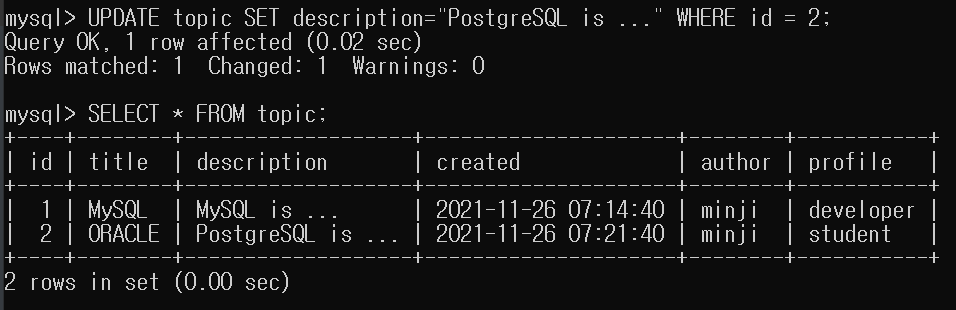 mysql> UPDATE topic SET description="PostgreSQL is ..." WHERE id = 2;
Query OK, 1 row affected (0.02 sec)
Rows matched: 1  Changed: 1  Warnings: 0
mysql> SELECT * FROM topic;
+----+--------+-------------------+---------------------+--------+-----------+
| id | title  | description       | created             | author | profile   |
+----+--------+-------------------+---------------------+--------+-----------+
|  1 | MySQL  | MySQL is ...      | 2021-11-26 07:14:40 | minji  | developer |
|  2 | ORACLE | PostgreSQL is ... | 2021-11-26 07:21:40 | minji  | student   |
+----+--------+-------------------+---------------------+--------+-----------+
2 rows in set (0.00 sec)